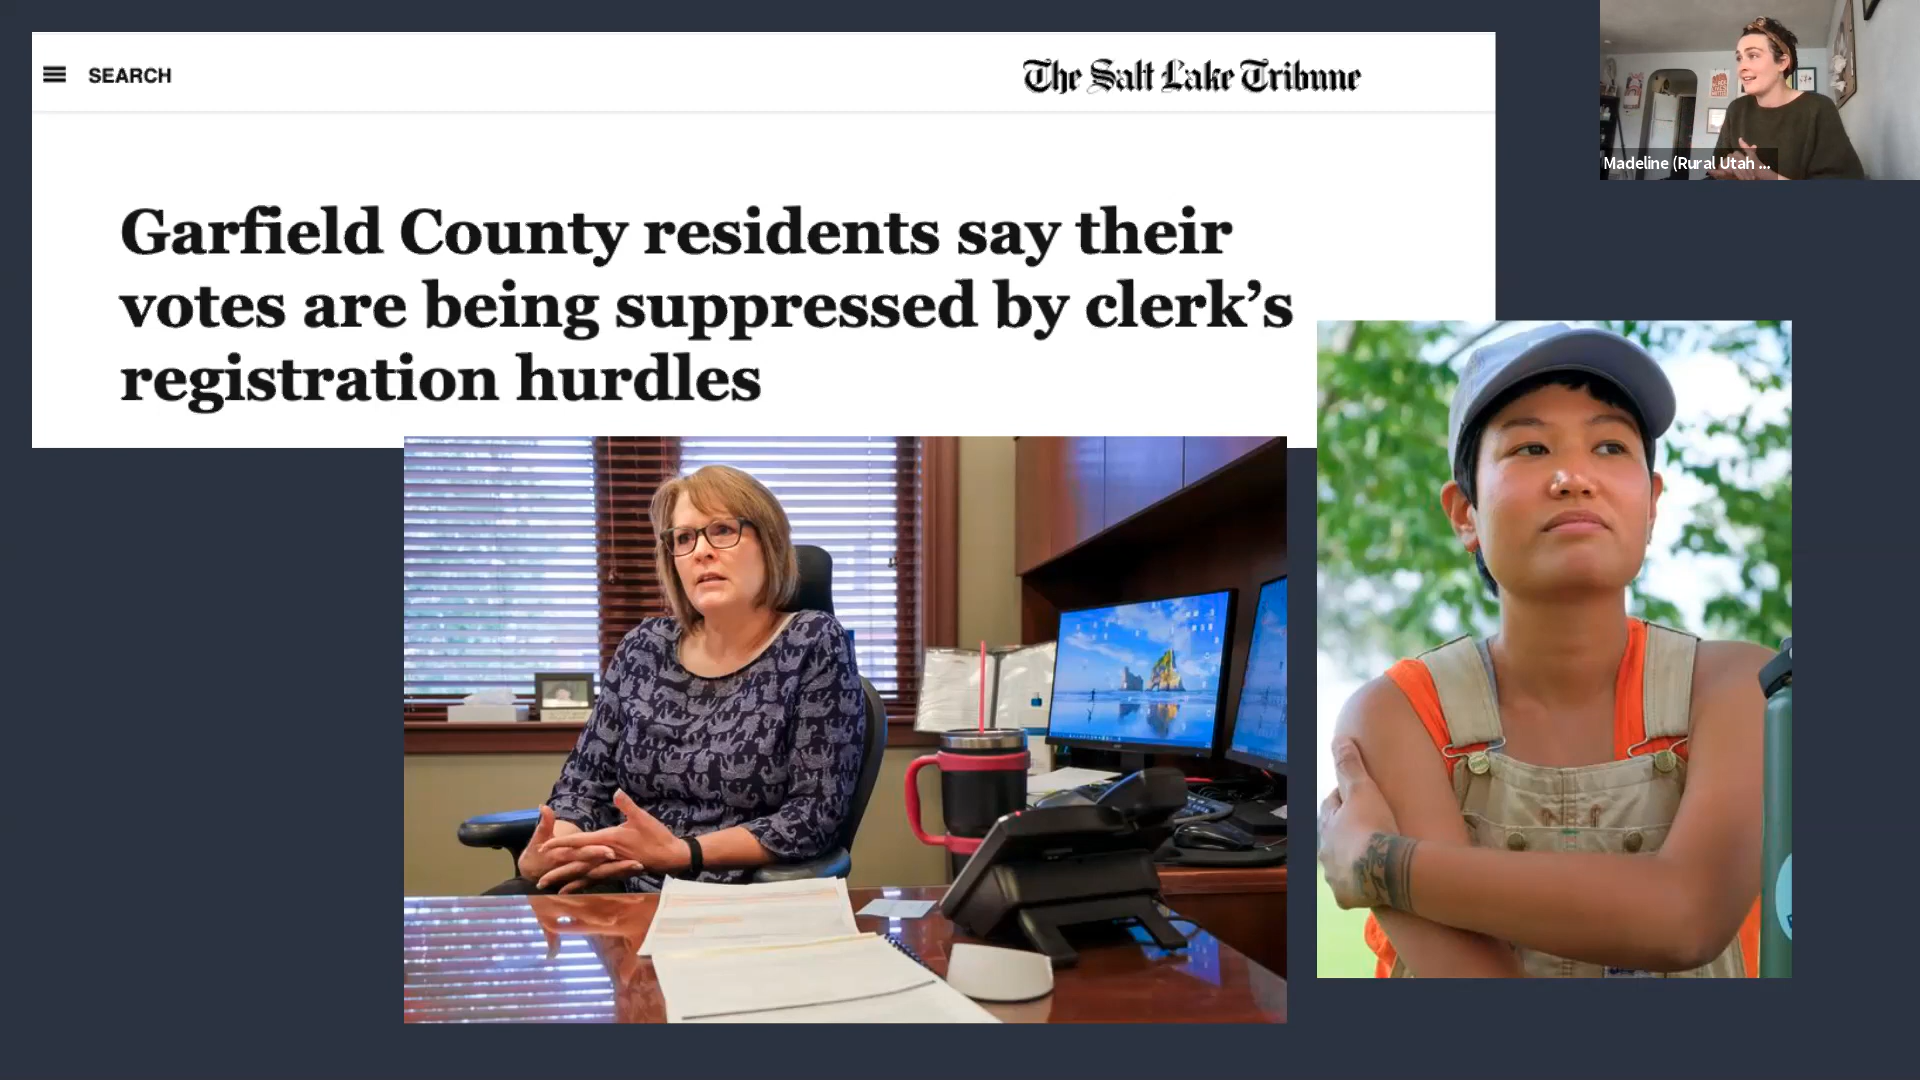 SEARCH
The Salt Lake Tribune
Garfield County residents say their
votes are being suppressed by clerk’s
registration hurdles
Madeline (Rural Utah ...